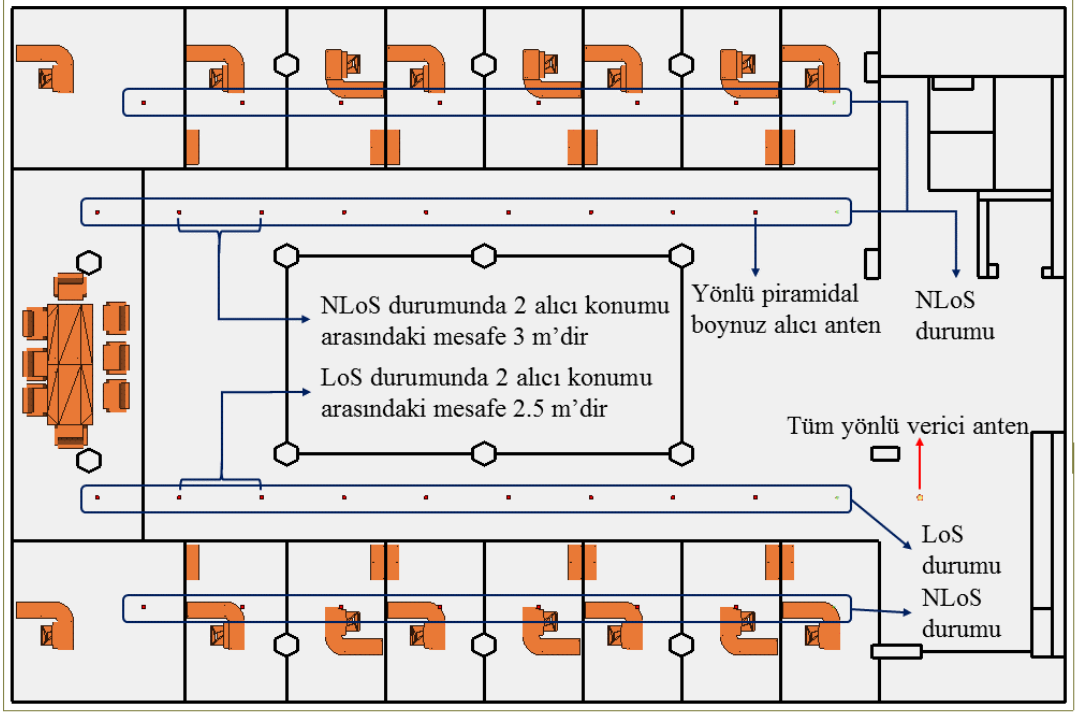 NLoS durumunda 2 alıcı konumu
arasındaki mesafe 3 m’dir
LoS durumunda 2 alıcı konumu
arasındaki mesafe 2.5 m’dir
Yönlü piramidal
boynuz alıcı anten
NLoS
durumu
Tüm yönlü verici anten
LoS
durumu
NLoS
durumu